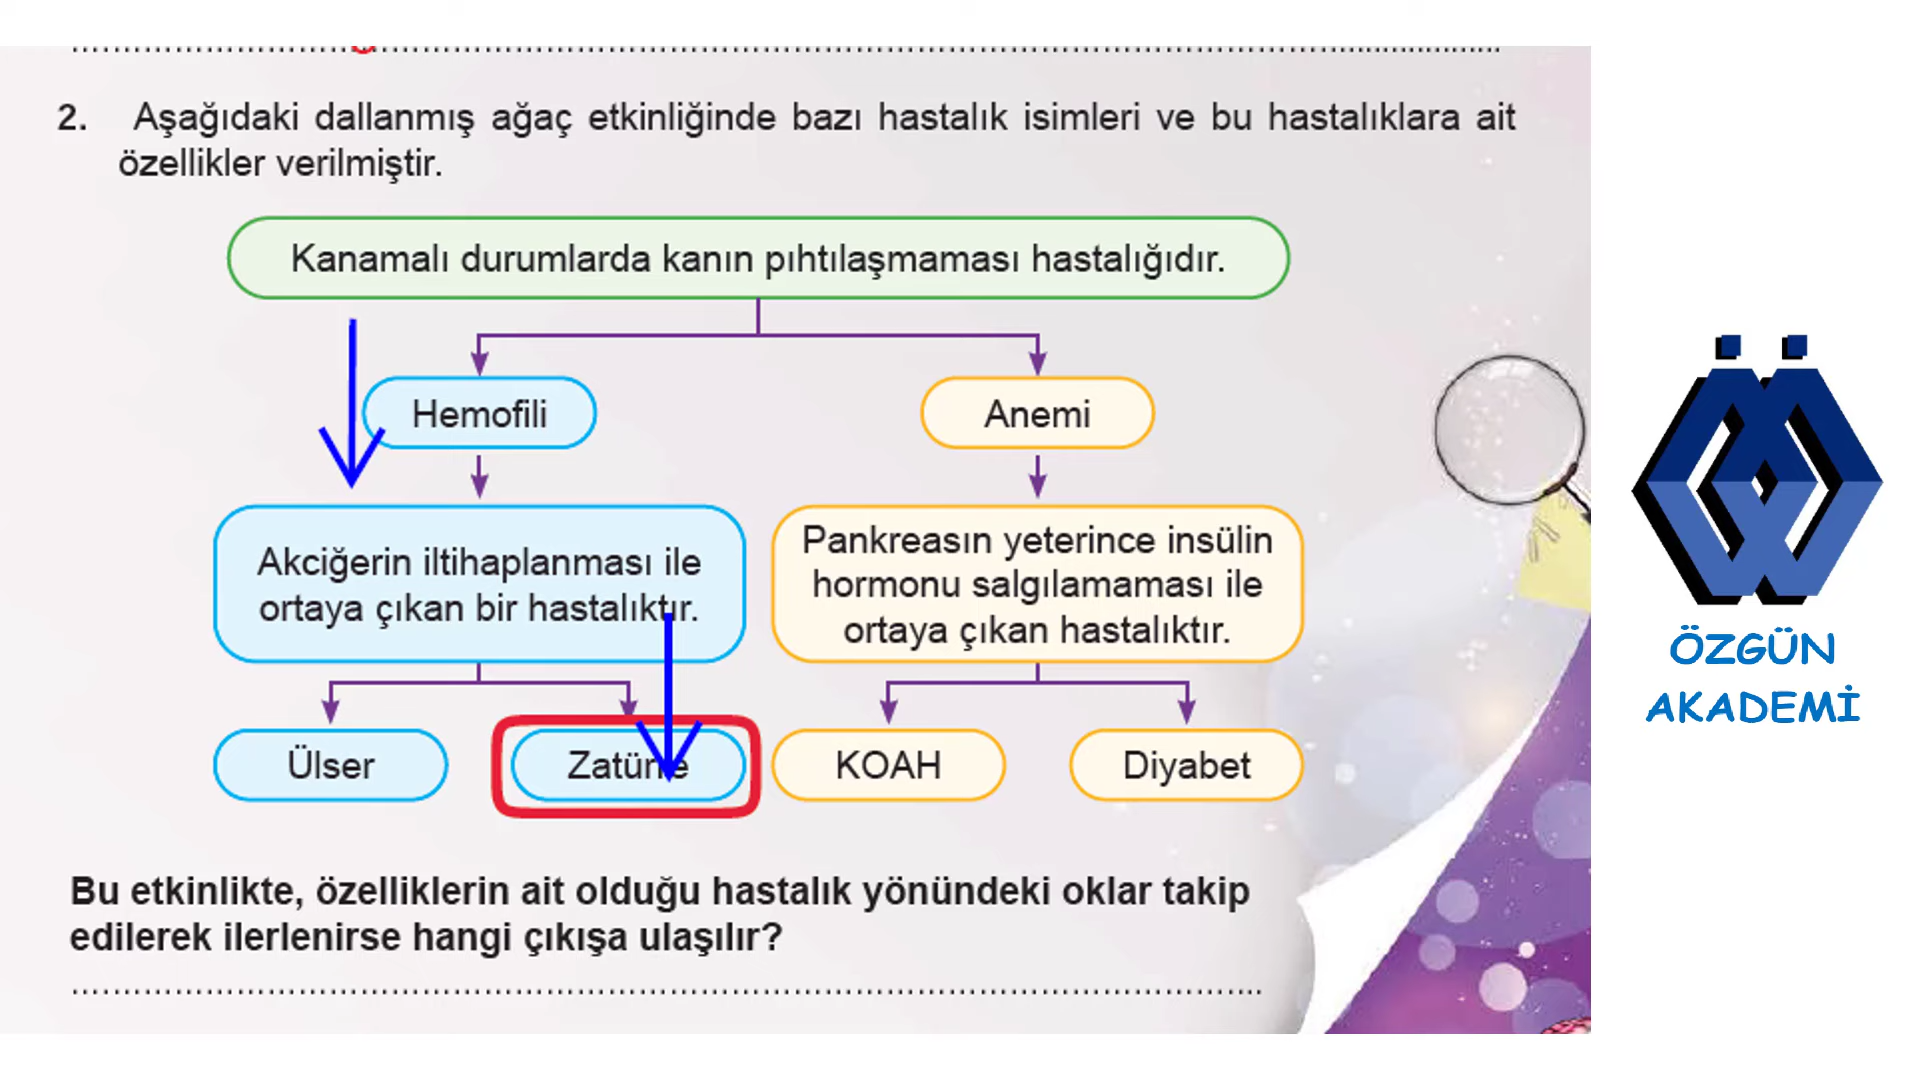 2. Aşağıdaki dallanmış ağaç etkinliğinde bazı hastalık isimleri ve bu hastalıklara ait
özellikler verilmiştir.
Kanamalı durumlarda kanın pıhtılaşmaması hastalığıdır.
Hemofili
Anemi
Akciğerin iltihaplanması ile
ortaya çıkan bir hastalıktır.
Pankreasın yeterince insülin
hormonu salgılamaması ile
ortaya çıkan hastalıktır.
Ülser
Zatürre
KOAH
Diyabet
Bu etkinlikte, özelliklerin ait olduğu hastalık yönündeki oklar takip
edilerek ilerlenirse hangi çıkışa ulaşılır?
ÖZGÜN
AKADEMİ